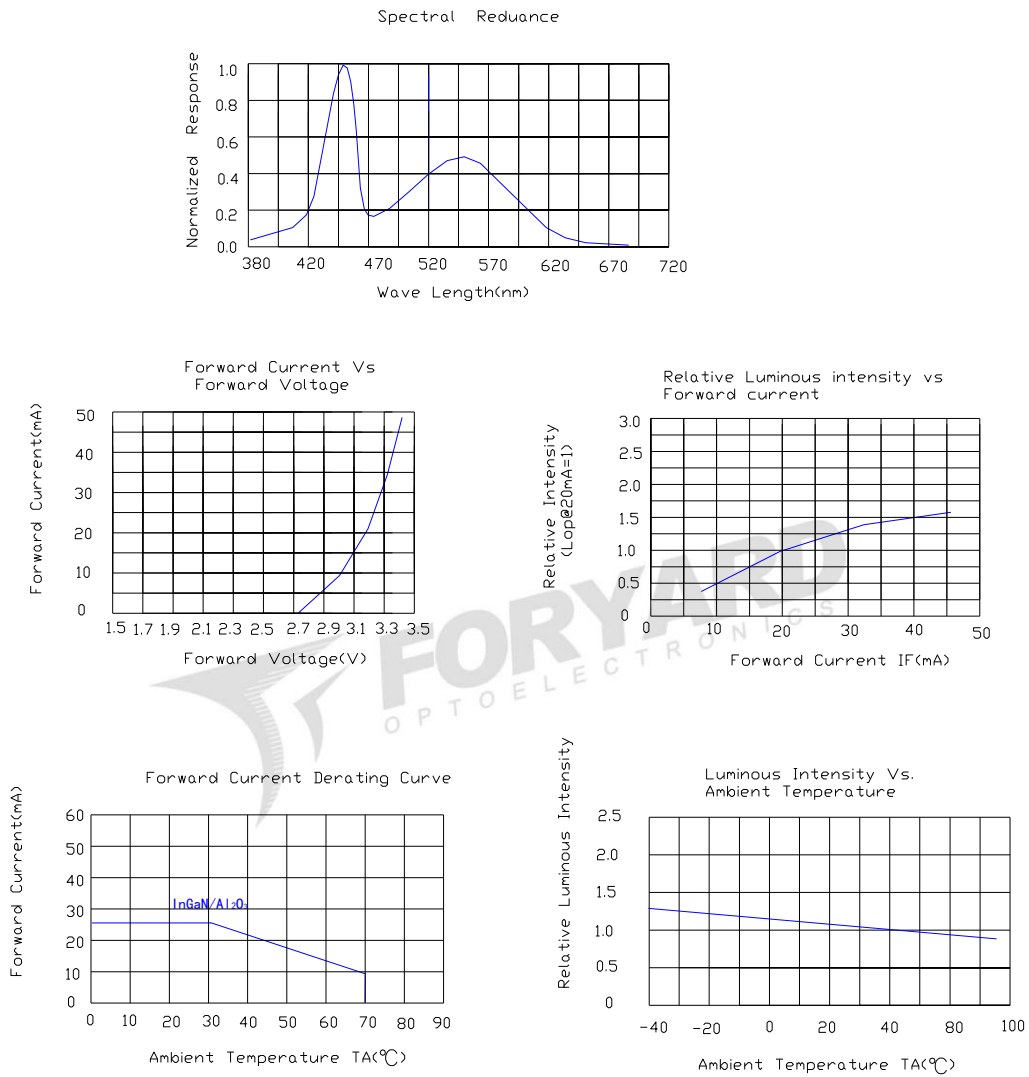 Spectral Reduance
Normalized Response
1.0
0.8
0.6
0.4
0.2
0.0
380 420 470 520 570 620 670 720
Wave Length(nm)
Forward Current Vs
Forward Voltage
Forward Current(mA)
50
40
30
20
10
0
1.5 1.7 1.9 2.1 2.3 2.5 2.7 2.9 3.1 3.3 3.5
Forward Voltage(V)
Relative Luminous intensity vs
Forward current
Relative Intensity
(Lop@20mA=1)
3.0
2.5
2.0
1.5
1.0
0.5
0
0 10 20 30 40 50
Forward Current IF(mA)
FORYARD
OPTOELECTRONICS
Forward Current Derating Curve
Forward Current(mA)
60
50
40
30
20
10
0
InGaN/Al₂O₃
0 10 20 30 40 50 60 70 80 90
Ambient Temperature TA(℃)
Luminous Intensity Vs.
Ambient Temperature
Relative Luminous Intensity
2.5
2.0
1.5
1.0
0.5
0
-40 -20 0 20 40 80 100
Ambient Temperature TA(℃)